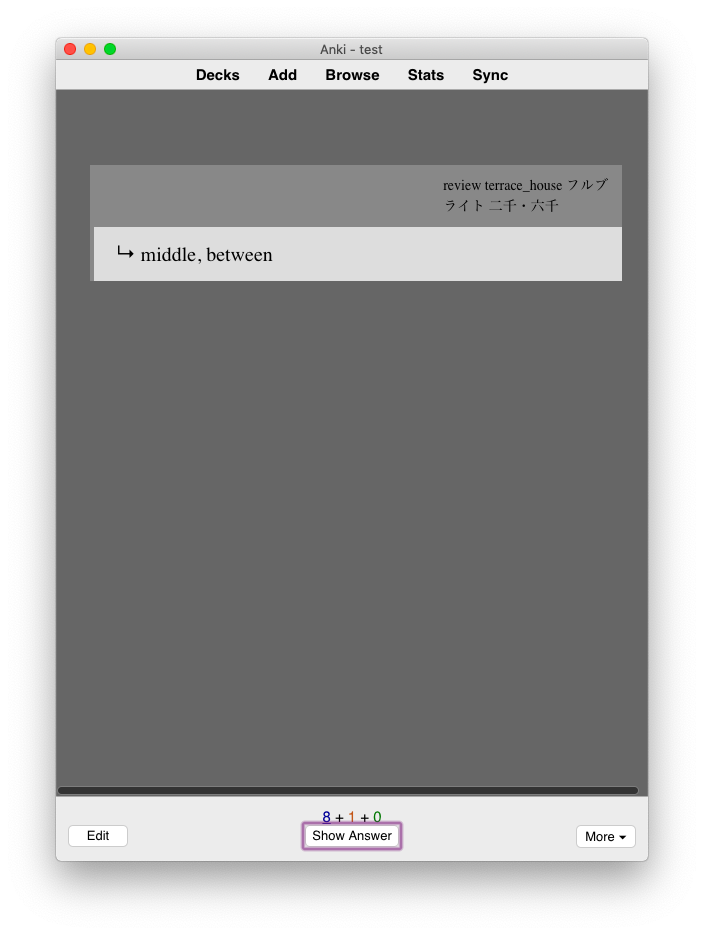 Anki - test
Decks Add Browse Stats Sync
review terrace_house フルブ
ライト 二千・六千
↳ middle, between
8 + 1 + 0
Edit Show Answer More